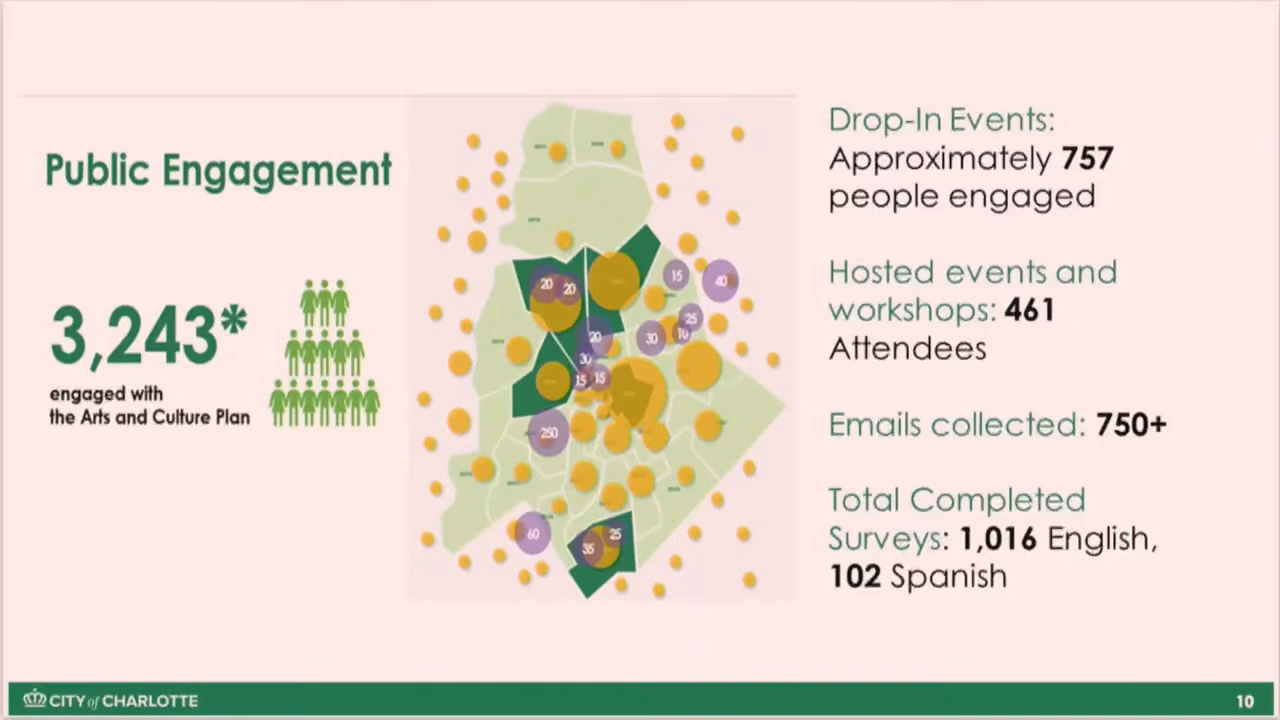 Public Engagement
3,243*
engaged with
the Arts and Culture Plan
20
20
15
40
25
20
30
10
30
15
15
250
60
25
35
Drop-In Events:
Approximately 757
people engaged
Hosted events and
workshops: 461
Attendees
Emails collected: 750+
Total Completed
Surveys: 1,016 English,
102 Spanish
CITY of CHARLOTTE
10